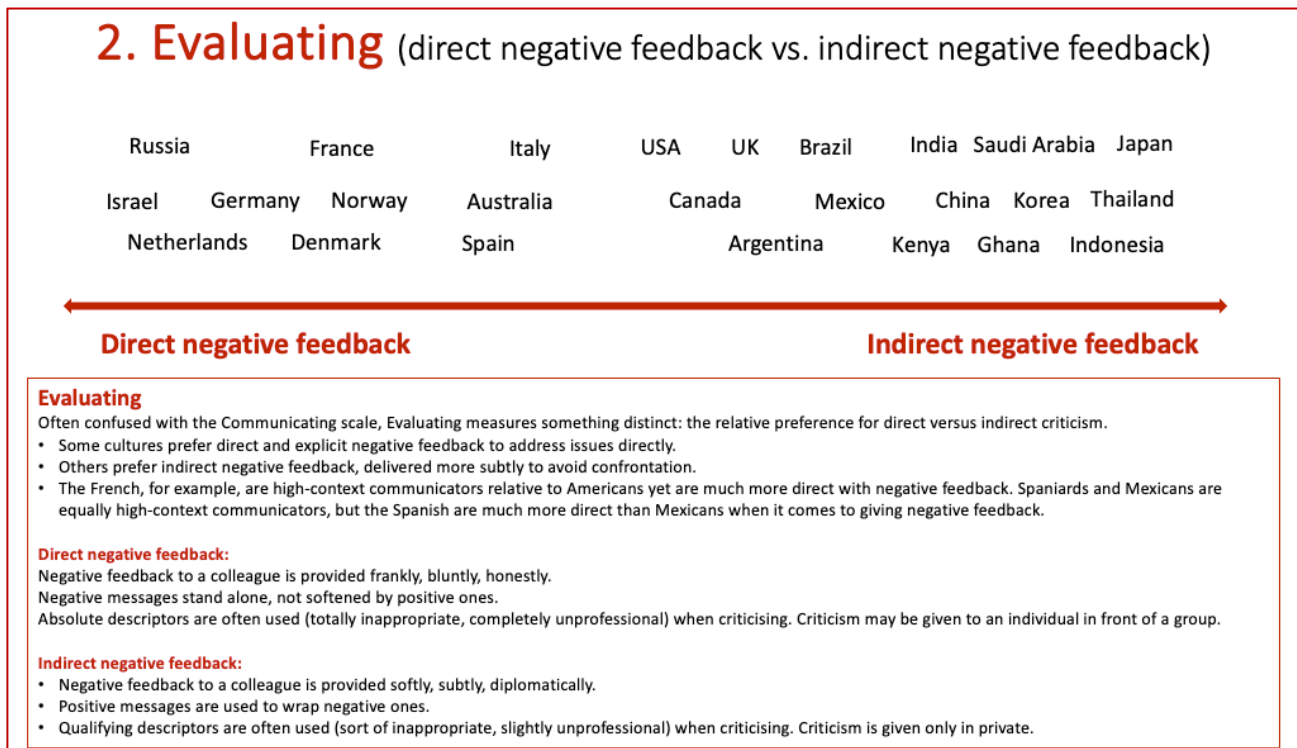 2. Evaluating (direct negative feedback vs. indirect negative feedback)
Russia France Italy USA UK Brazil India Saudi Arabia Japan
Israel Germany Norway Australia Canada Mexico China Korea Thailand
Netherlands Denmark Spain Argentina Kenya Ghana Indonesia
Direct negative feedback Indirect negative feedback
Evaluating
Often confused with the Communicating scale, Evaluating measures something distinct: the relative preference for direct versus indirect criticism.
• Some cultures prefer direct and explicit negative feedback to address issues directly.
• Others prefer indirect negative feedback, delivered more subtly to avoid confrontation.
• The French, for example, are high-context communicators relative to Americans yet are much more direct with negative feedback. Spaniards and Mexicans are
equally high-context communicators, but the Spanish are much more direct than Mexicans when it comes to giving negative feedback.
Direct negative feedback:
Negative feedback to a colleague is provided frankly, bluntly, honestly.
Negative messages stand alone, not softened by positive ones.
Absolute descriptors are often used (totally inappropriate, completely unprofessional) when criticising. Criticism may be given to an individual in front of a group.
Indirect negative feedback:
• Negative feedback to a colleague is provided softly, subtly, diplomatically.
• Positive messages are used to wrap negative ones.
• Qualifying descriptors are often used (sort of inappropriate, slightly unprofessional) when criticising. Criticism is given only in private.